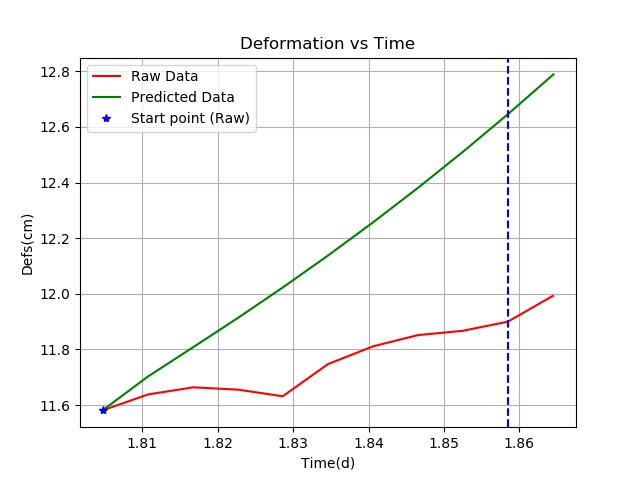 Deformation vs Time
Raw Data
Predicted Data
Start point (Raw)
12.8
12.6
12.4
12.2
12.0
11.8
11.6
Defs(cm)
1.81 1.82 1.83 1.84 1.85 1.86
Time(d)